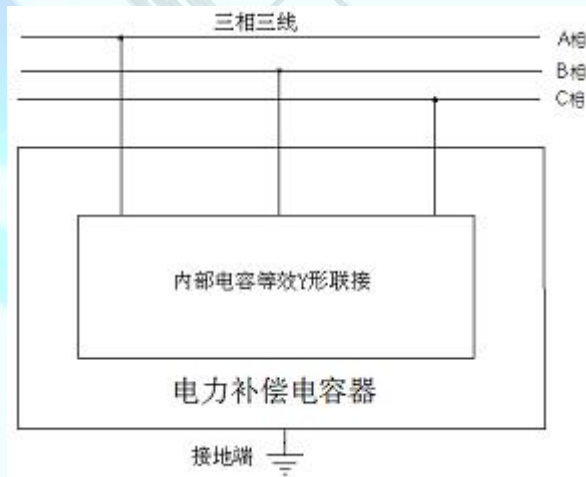 三相三线
A相
B相
C相
内部电容等效Y形联接
电力补偿电容器
接地端